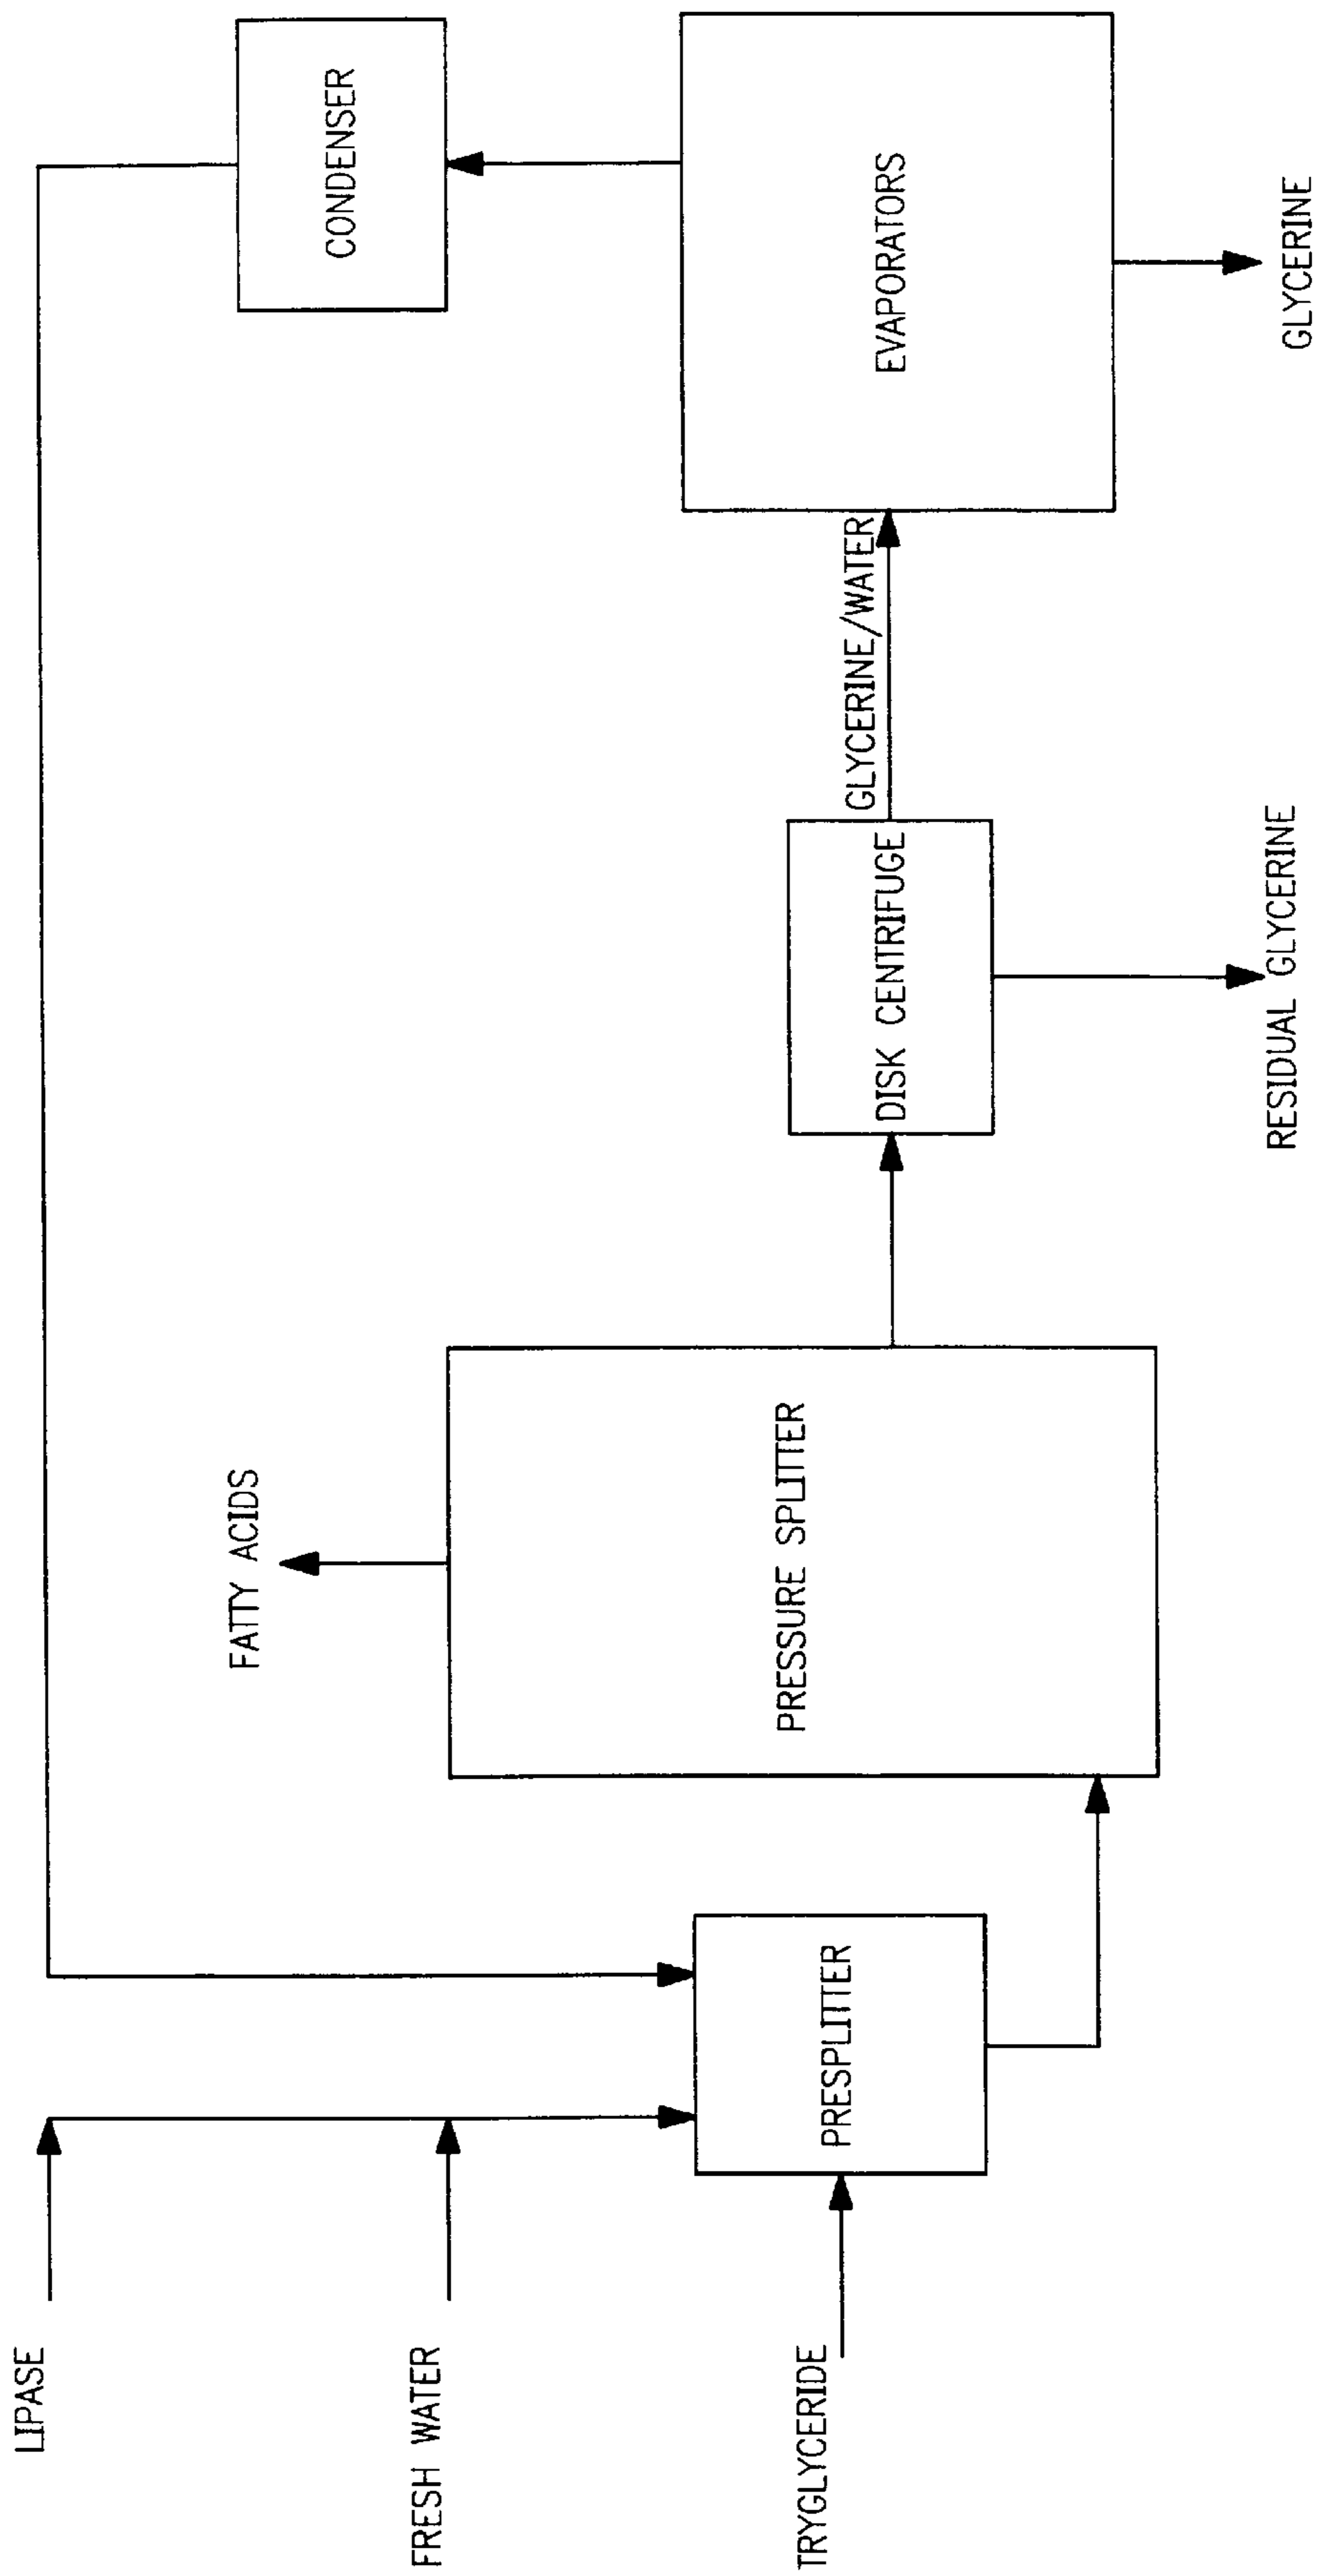 LIPASE
FRESH WATER
TRYGLYCERIDE
PRESPLITTER
FATTY ACIDS
PRESSURE SPLITTER
DISK CENTRIFUGE
RESIDUAL GLYCERINE
GLYCERINE/WATER
CONDENSER
EVAPORATORS
GLYCERINE